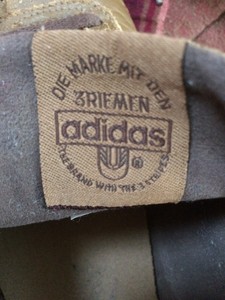 DIE MARKE MIT DEN
3RIEMEN
adidas
THE BRAND WITH THE 3 STRIPES